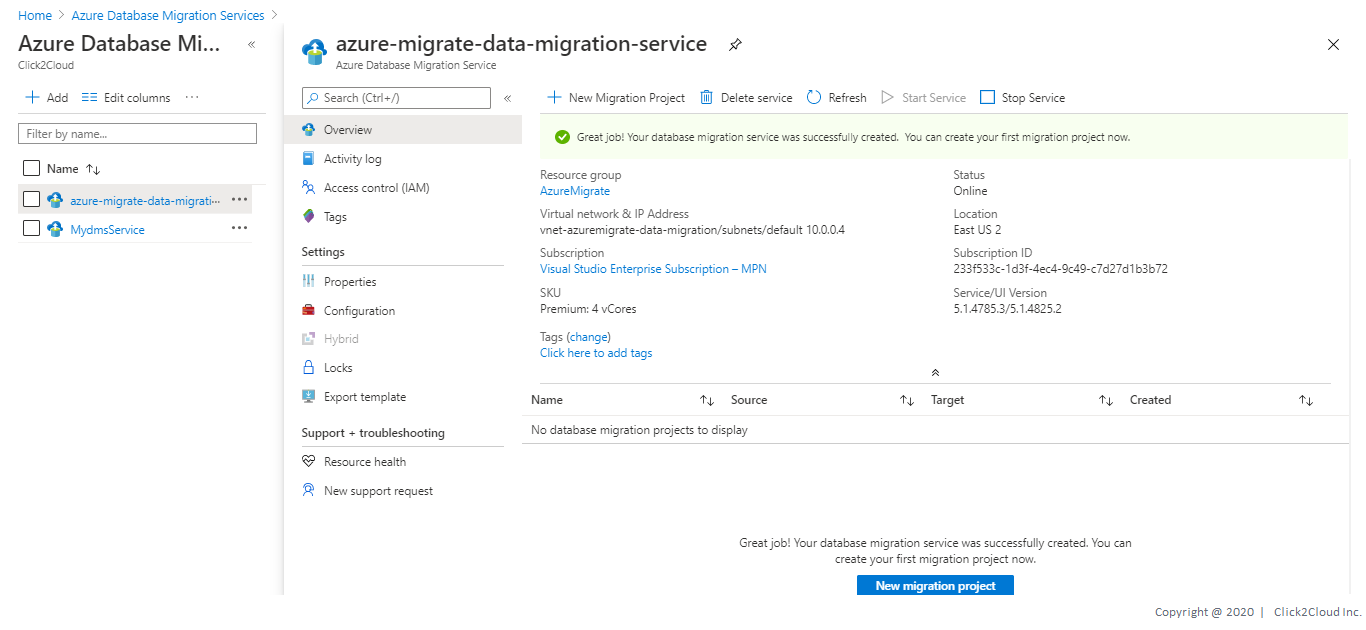 Home > Azure Database Migration Services >
Azure Database Mi...
Click2Cloud
Add Edit columns ...
Filter by name...
Name
azure-migrate-data-migrati...
MydmsService
azure-migrate-data-migration-service
Azure Database Migration Service
Search (Ctrl+/)
Overview
Activity log
Access control (IAM)
Tags
Settings
Properties
Configuration
Hybrid
Locks
Export template
Support + troubleshooting
Resource health
New support request
New Migration Project Delete service Refresh Start Service Stop Service
Great job! Your database migration service was successfully created. You can create your first migration project now.
Resource group
AzureMigrate
Virtual network & IP Address
vnet-azuremigrate-data-migration/subnets/default 10.0.0.4
Subscription
Visual Studio Enterprise Subscription – MPN
SKU
Premium: 4 vCores
Tags (change)
Click here to add tags
Status
Online
Location
East US 2
Subscription ID
233f533c-1d3f-4ec4-9c49-c7d27d1b3b72
Service/UI Version
5.1.4785.3/5.1.4825.2
Name Source Target Created
No database migration projects to display
Great job! Your database migration service was successfully created. You can
create your first migration project now.
New migration project
Copyright @ 2020 | Click2Cloud Inc.